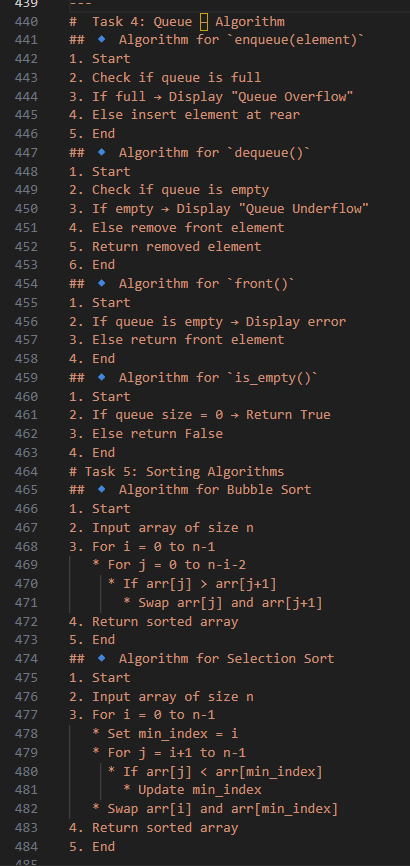 439 ---
440 #  Task 4: Queue – Algorithm
441 ## 🔹 Algorithm for `enqueue(element)`
442 1. Start
443 2. Check if queue is full
444 3. If full → Display "Queue Overflow"
445 4. Else insert element at rear
446 5. End
447 ## 🔹 Algorithm for `dequeue()`
448 1. Start
449 2. Check if queue is empty
450 3. If empty → Display "Queue Underflow"
451 4. Else remove front element
452 5. Return removed element
453 6. End
454 ## 🔹 Algorithm for `front()`
455 1. Start
456 2. If queue is empty → Display error
457 3. Else return front element
458 4. End
459 ## 🔹 Algorithm for `is_empty()`
460 1. Start
461 2. If queue size = 0 → Return True
462 3. Else return False
463 4. End
464 # Task 5: Sorting Algorithms
465 ## 🔹 Algorithm for Bubble Sort
466 1. Start
467 2. Input array of size n
468 3. For i = 0 to n-1
469    * For j = 0 to n-i-2
470      * If arr[j] > arr[j+1]
471        * Swap arr[j] and arr[j+1]
472 4. Return sorted array
473 5. End
474 ## 🔹 Algorithm for Selection Sort
475 1. Start
476 2. Input array of size n
477 3. For i = 0 to n-1
478    * Set min_index = i
479    * For j = i+1 to n-1
480      * If arr[j] < arr[min_index]
481        * Update min_index
482    * Swap arr[i] and arr[min_index]
483 4. Return sorted array
484 5. End
485